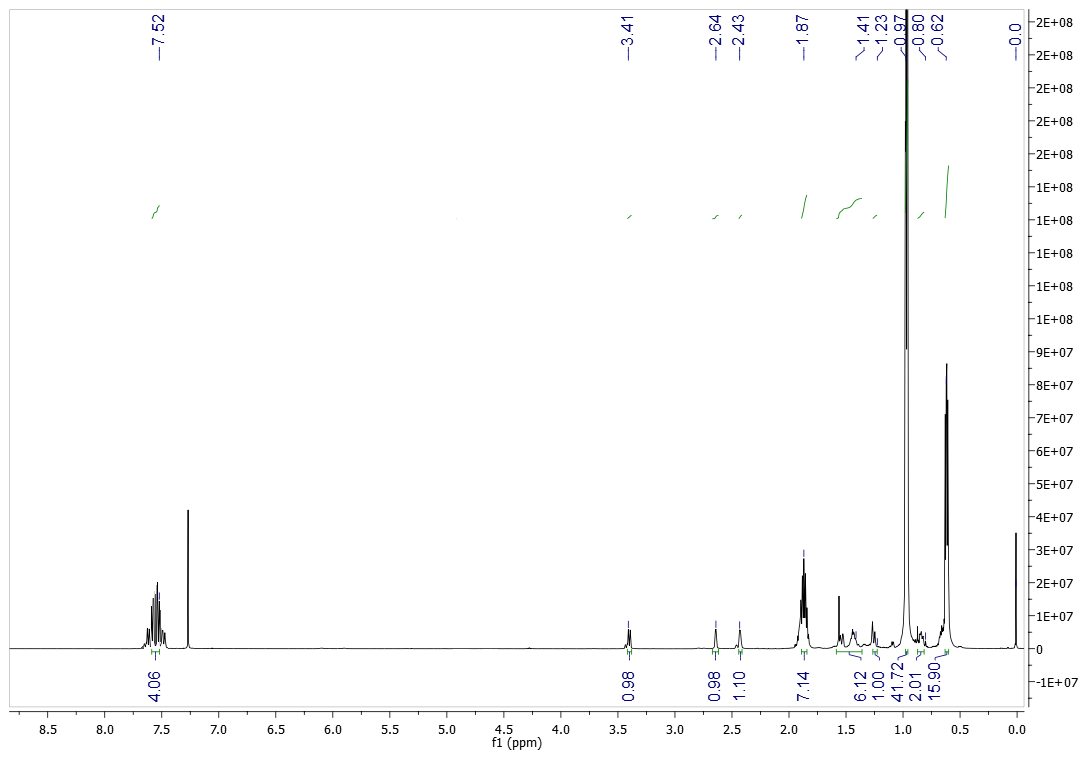 7.52
3.41
2.64
2.43
1.87
1.41
1.23
0.97
0.80
0.62
0.0
2E+08
2E+08
2E+08
2E+08
2E+08
1E+08
1E+08
1E+08
1E+08
1E+08
9E+07
8E+07
7E+07
6E+07
5E+07
4E+07
3E+07
2E+07
1E+07
0
-1E+07
4.06
0.98
0.98
1.10
7.14
6.12
1.00
41.72
2.01
15.90
8.5 8.0 7.5 7.0 6.5 6.0 5.5 5.0 4.5 4.0 3.5 3.0 2.5 2.0 1.5 1.0 0.5 0.0
f1 (ppm)